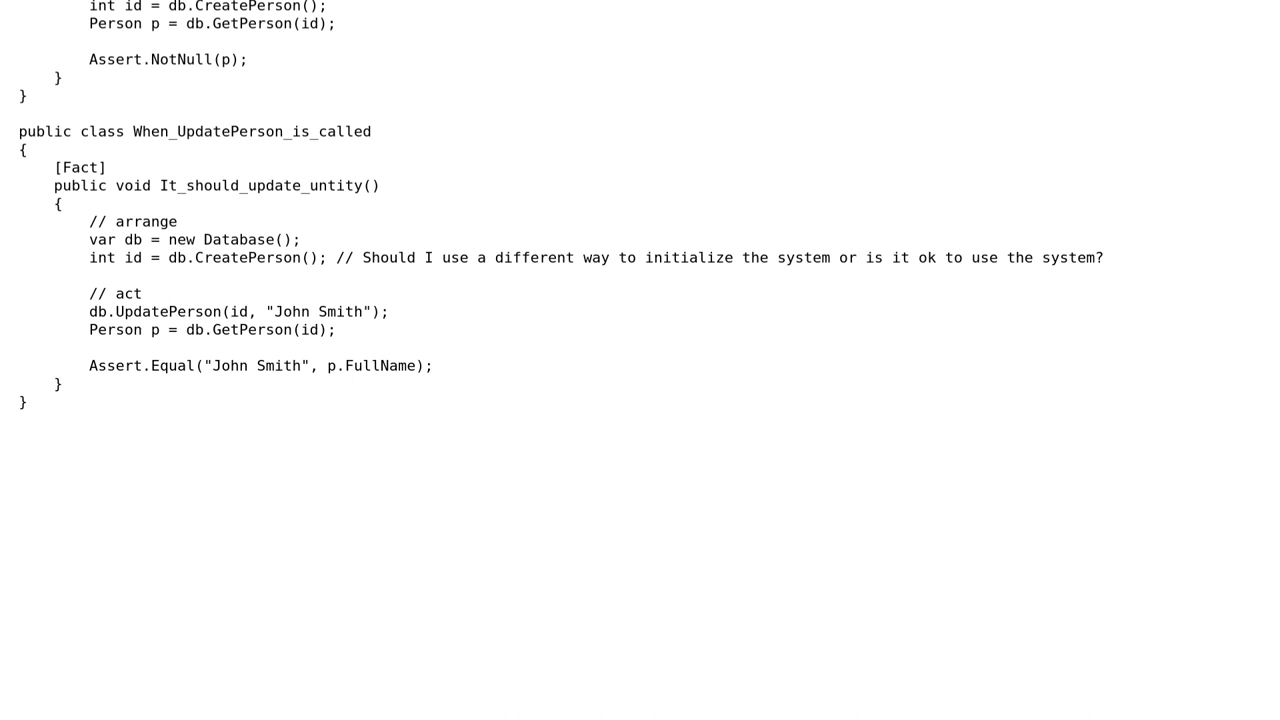 int id = db.CreatePerson();
Person p = db.GetPerson(id);
Assert.NotNull(p);
}
}
public class When_UpdatePerson_is_called
{
[Fact]
public void It_should_update_untity()
{
// arrange
var db = new Database();
int id = db.CreatePerson(); // Should I use a different way to initialize the system or is it ok to use the system?
// act
db.UpdatePerson(id, "John Smith");
Person p = db.GetPerson(id);
Assert.Equal("John Smith", p.FullName);
}
}